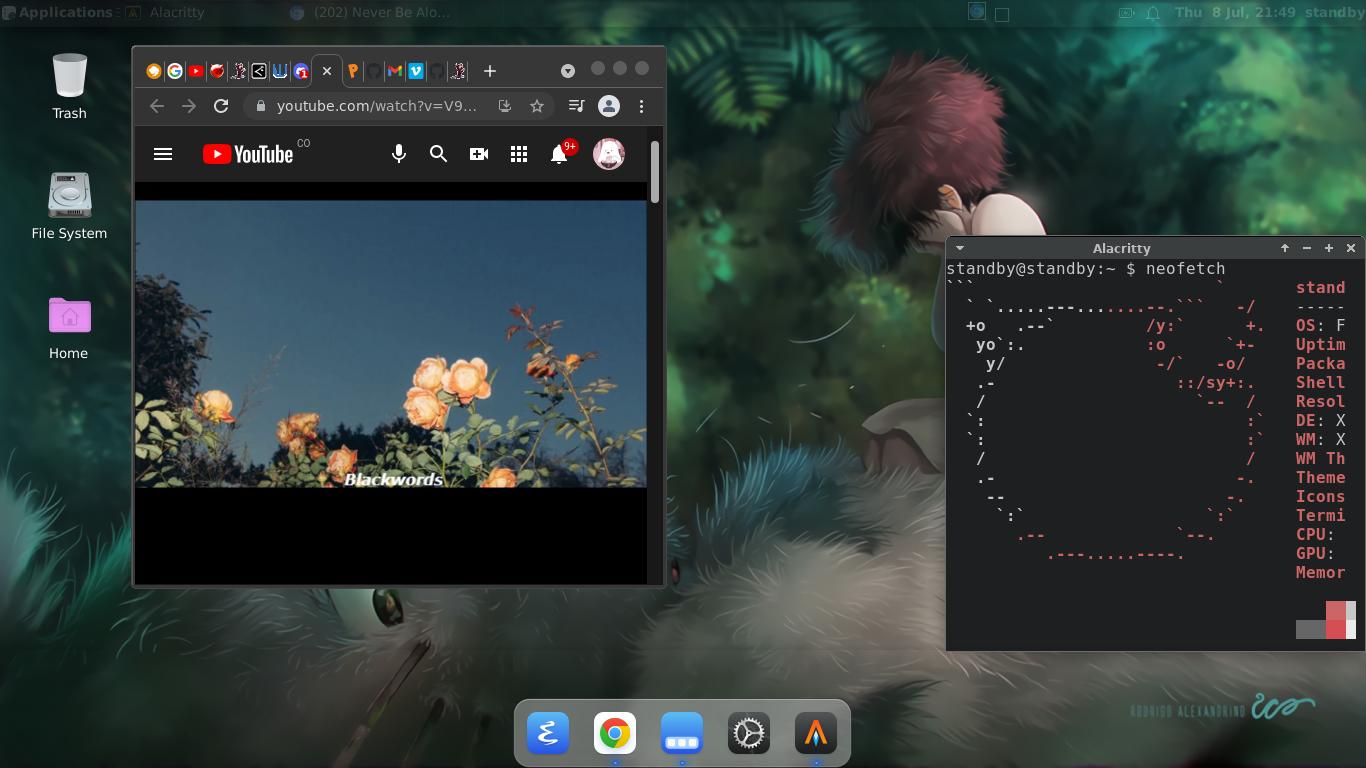 Applications
Alacritty
(202) Never Be Alo...
Thu 8 Jul, 21:49 standby
Trash
File System
Home
youtube.com/watch?v=V9...
YouTube CO
9+
Blackwords
Alacritty
standby@standby:~ $ neofetch
stand
-----
OS: F
Uptim
Packa
Shell
Resol
DE: X
WM: X
WM Th
Theme
Icons
Termi
CPU:
GPU:
Memor
RODRIGO ALEXANDRINO ico